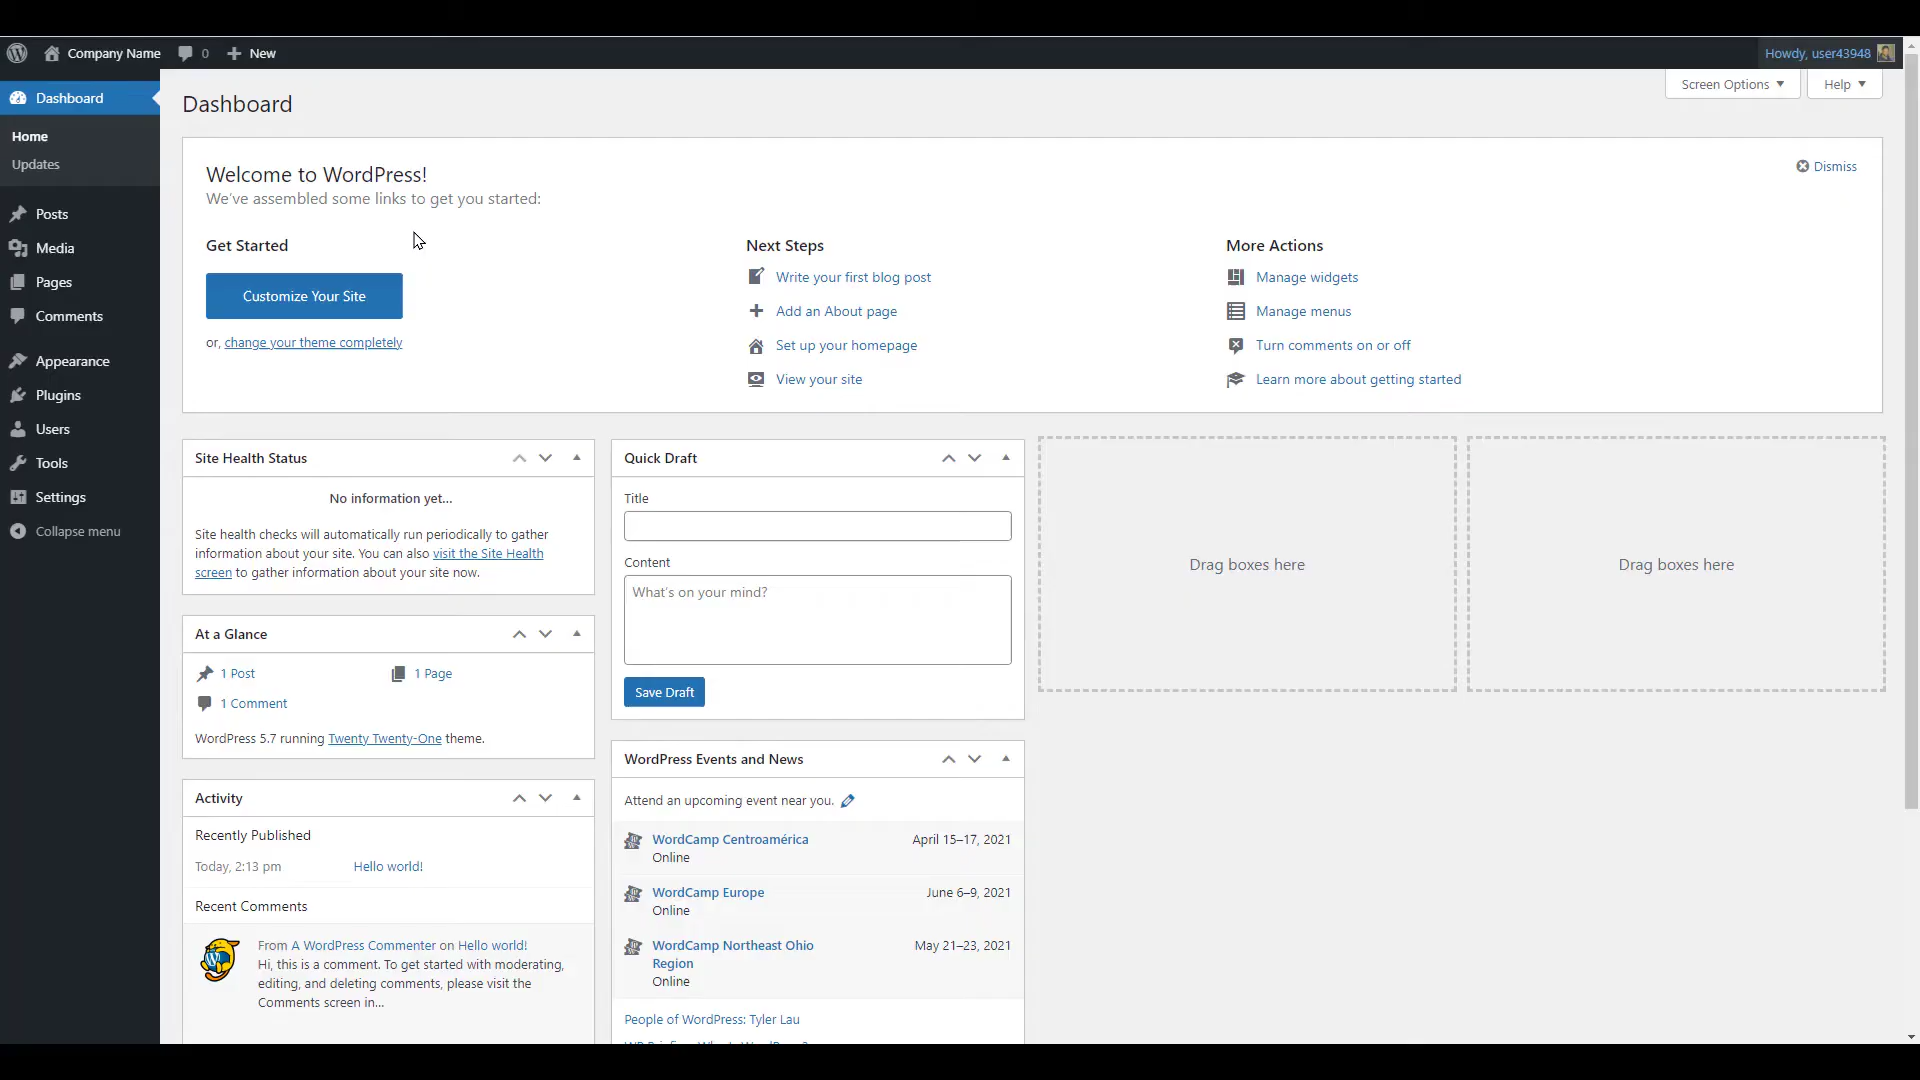 Company Name 0 New
Howdy, user43948
Dashboard
Home
Updates
Posts
Media
Pages
Comments
Appearance
Plugins
Users
Tools
Settings
Collapse menu
Dashboard
Screen Options
Help
Welcome to WordPress!
We've assembled some links to get you started:
Dismiss
Get Started
Customize Your Site
or, change your theme completely
Next Steps
Write your first blog post
Add an About page
Set up your homepage
View your site
More Actions
Manage widgets
Manage menus
Turn comments on or off
Learn more about getting started
Site Health Status
No information yet...
Site health checks will automatically run periodically to gather
information about your site. You can also visit the Site Health
screen to gather information about your site now.
At a Glance
1 Post
1 Page
1 Comment
WordPress 5.7 running Twenty Twenty-One theme.
Activity
Recently Published
Today, 2:13 pm Hello world!
Recent Comments
From A WordPress Commenter on Hello world!
Hi, this is a comment. To get started with moderating,
editing, and deleting comments, please visit the
Comments screen in...
Quick Draft
Title
Content
What's on your mind?
Save Draft
WordPress Events and News
Attend an upcoming event near you.
WordCamp Centroamérica April 15–17, 2021
Online
WordCamp Europe June 6–9, 2021
Online
WordCamp Northeast Ohio May 21–23, 2021
Region
Online
People of WordPress: Tyler Lau
Drag boxes here
Drag boxes here